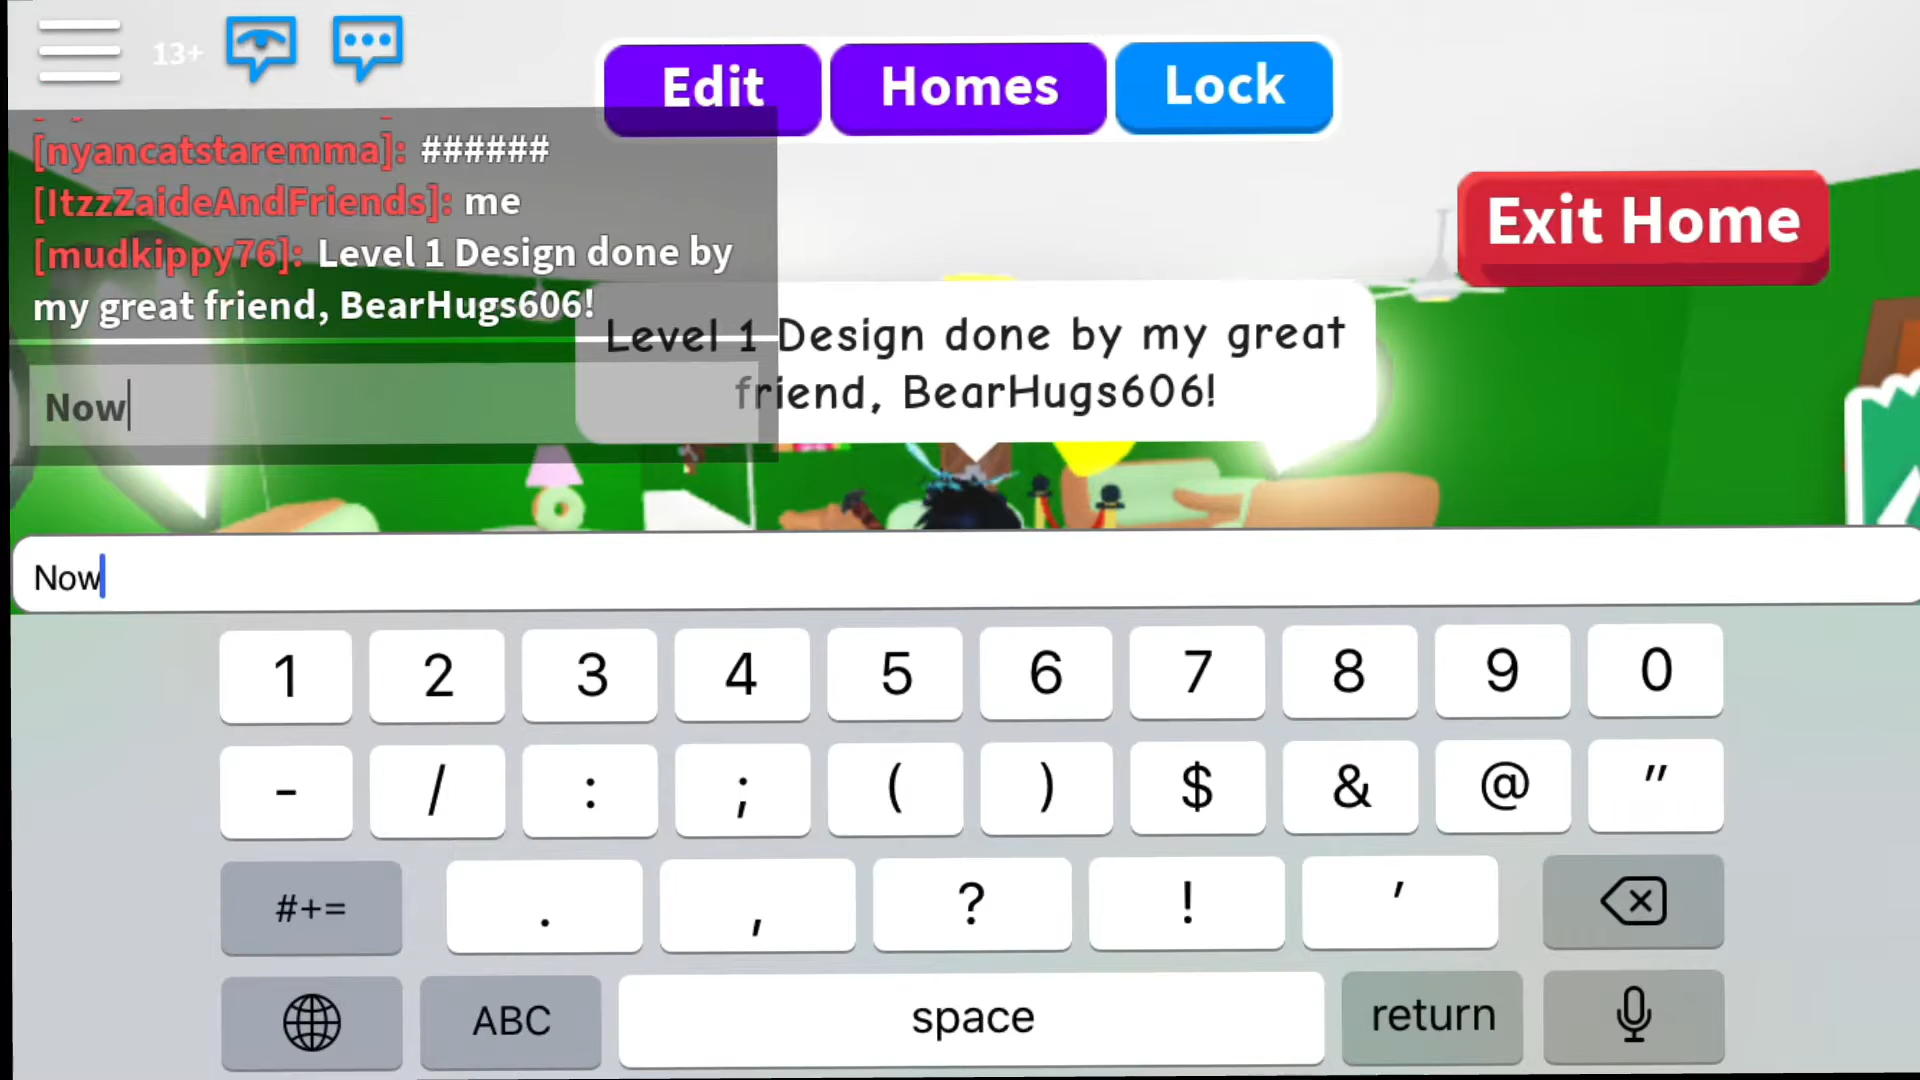 13+
Edit
Homes
Lock
[nyancatstaremma]: ######
[ItzzZaideAndFriends]: me
[mudkippy76]: Level 1 Design done by
my great friend, BearHugs606!
Exit Home
Level 1 Design done by my great
friend, BearHugs606!
Now
Now
1 2 3 4 5 6 7 8 9 0
- / : ; ( ) $ & @ "
#+= . , ? ! '
ABC space return